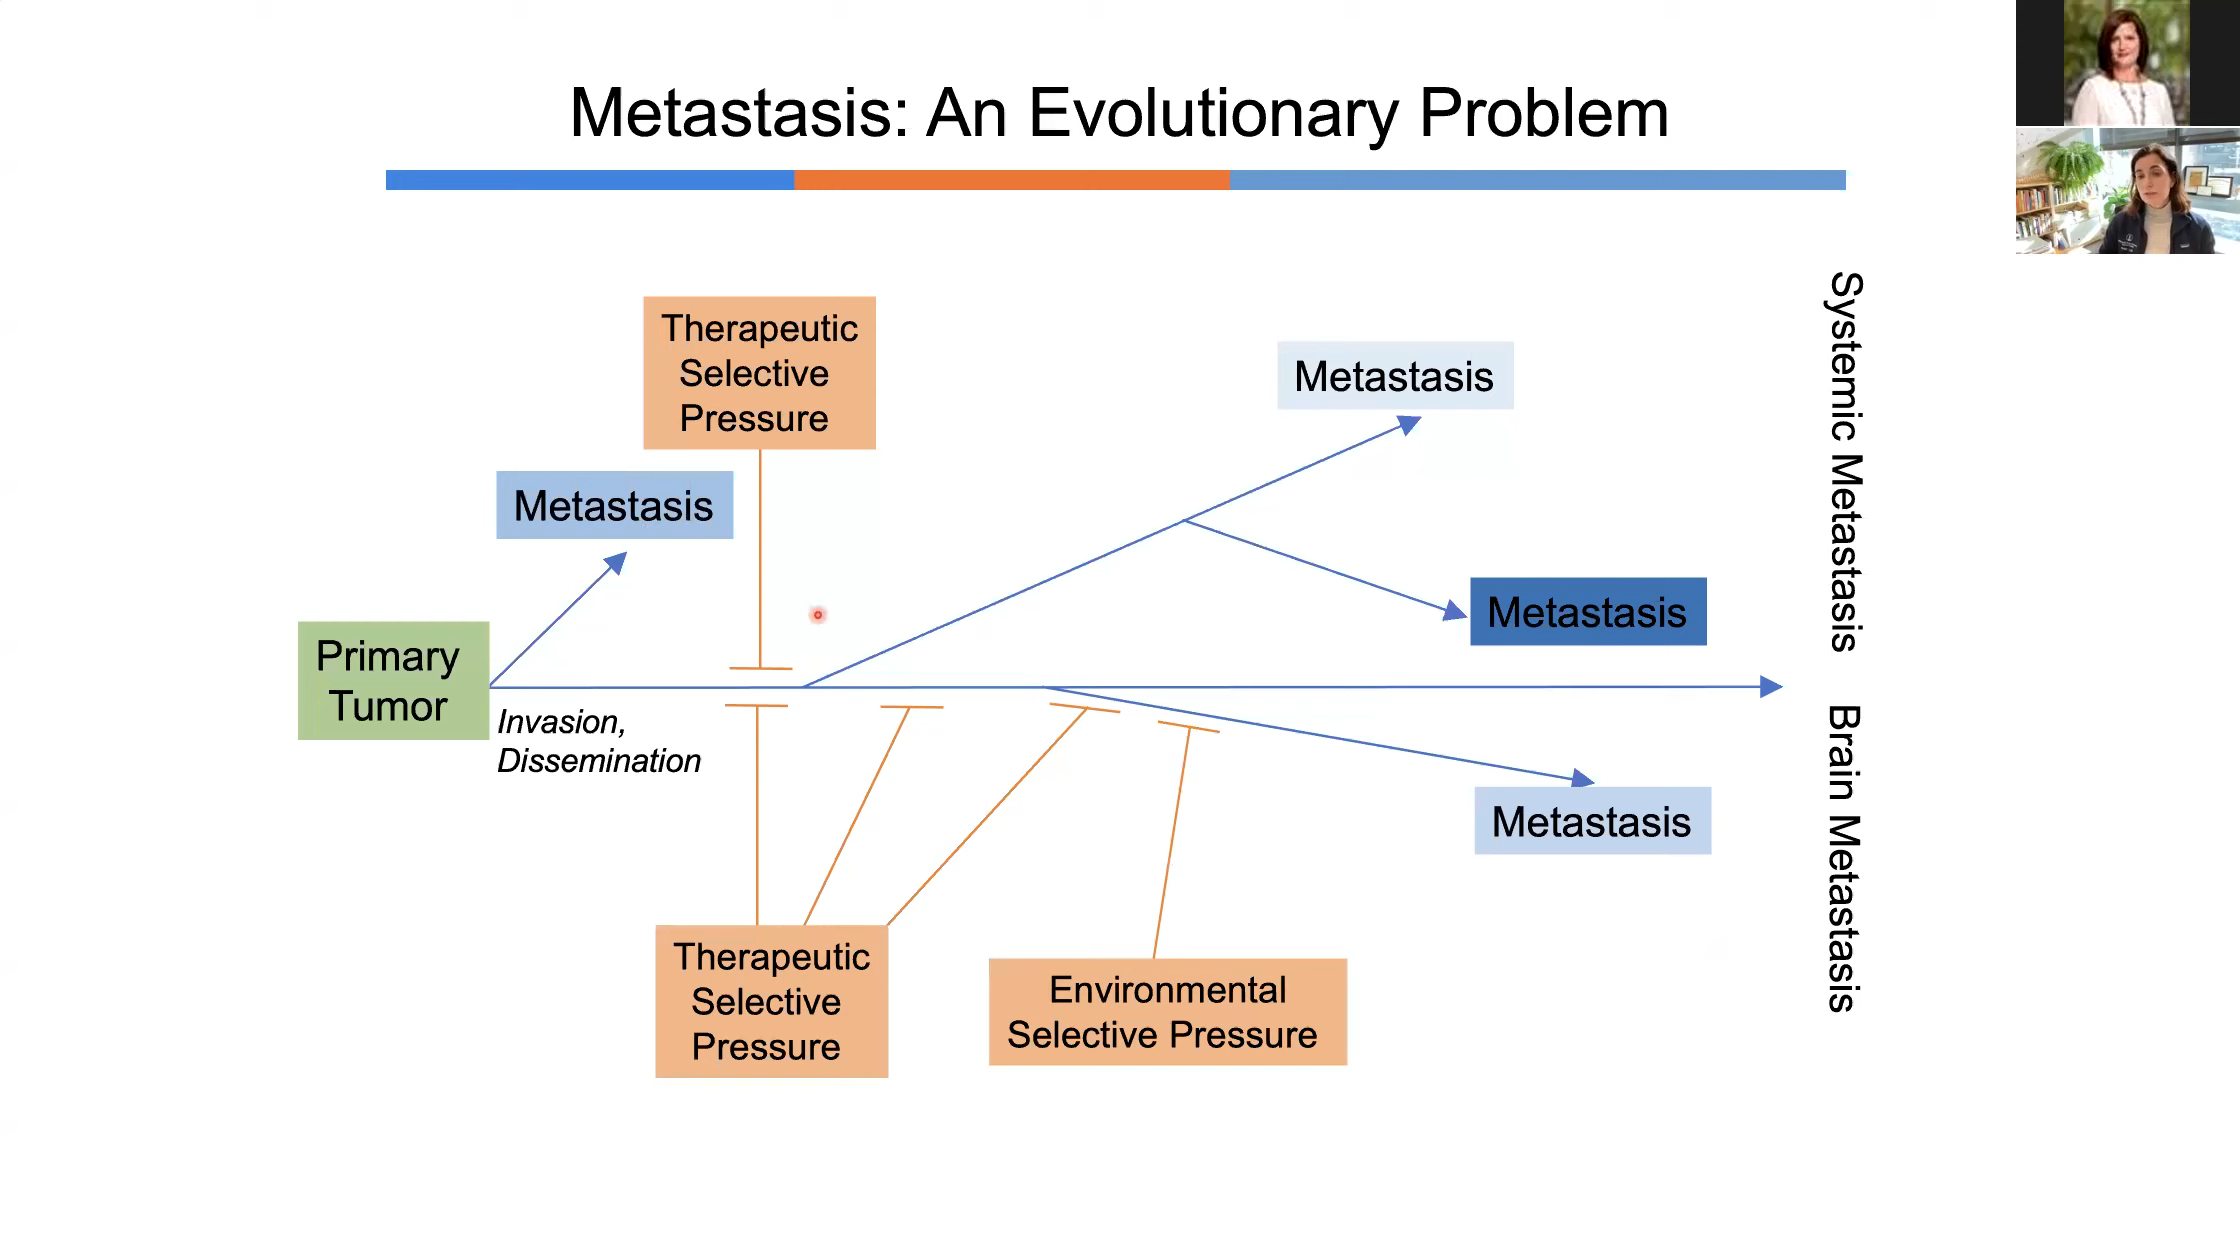 Metastasis: An Evolutionary Problem
Therapeutic
Selective
Pressure
Metastasis
Metastasis
Metastasis
Primary
Tumor
Invasion,
Dissemination
Metastasis
Therapeutic
Selective
Pressure
Environmental
Selective Pressure
Systemic Metastasis
Brain Metastasis